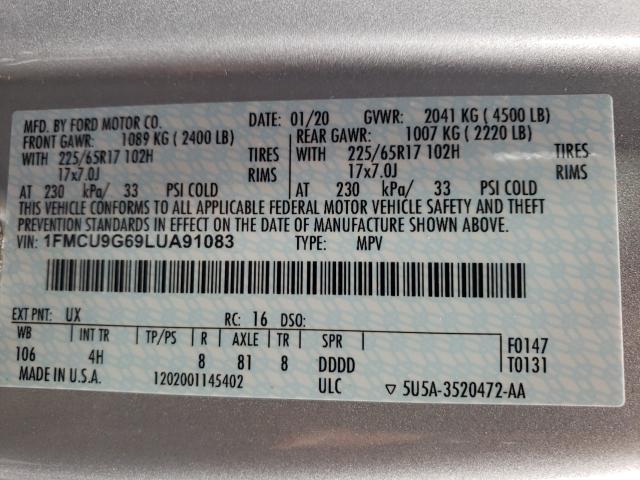 MFD. BY FORD MOTOR CO. DATE: 01/20 GVWR: 2041 KG ( 4500 LB)
FRONT GAWR: 1089 KG ( 2400 LB) REAR GAWR: 1007 KG ( 2220 LB)
WITH 225/65R17 102H TIRES WITH 225/65R17 102H TIRES
17x7.0J RIMS 17x7.0J RIMS
AT 230 kPa/ 33 PSI COLD AT 230 kPa/ 33 PSI COLD
THIS VEHICLE CONFORMS TO ALL APPLICABLE FEDERAL MOTOR VEHICLE SAFETY AND THEFT
PREVENTION STANDARDS IN EFFECT ON THE DATE OF MANUFACTURE SHOWN ABOVE.
VIN: 1FMCU9G69LUA91083 TYPE: MPV
EXT PNT: UX RC: 16 DSO:
WB INT TR TP/PS R AXLE TR SPR F0147
106 4H 8 81 8 DDDD T0131
MADE IN U.S.A. 1202001145402 ULC ▽ 5U5A-3520472-AA